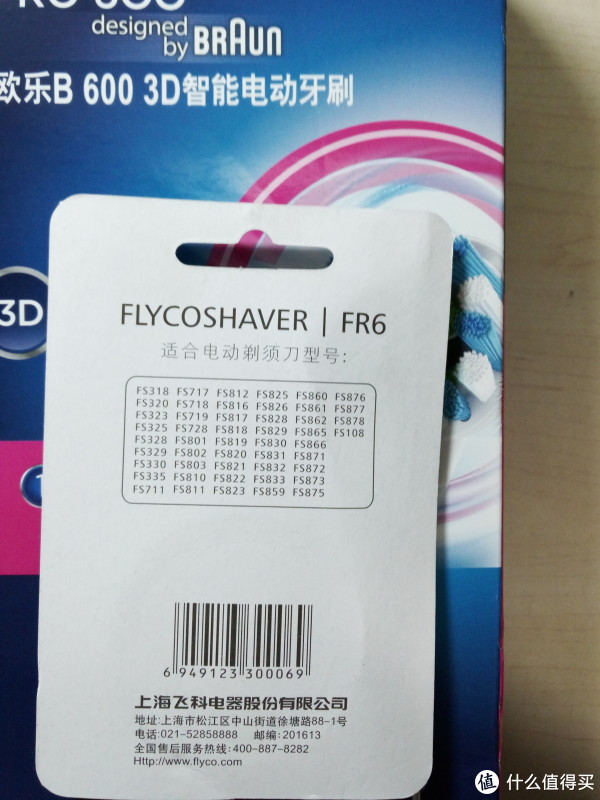 designed
by BRAUN
欧乐B 600 3D智能电动牙刷
3D
FLYCOSHAVER | FR6
适合电动剃须刀型号:
FS318 FS717 FS812 FS825 FS860 FS876
FS320 FS718 FS816 FS826 FS861 FS877
FS323 FS719 FS817 FS828 FS862 FS878
FS325 FS728 FS818 FS829 FS865 FS108
FS328 FS801 FS819 FS830 FS866
FS329 FS802 FS820 FS831 FS871
FS330 FS803 FS821 FS832 FS872
FS335 FS810 FS822 FS833 FS873
FS711 FS811 FS823 FS859 FS875
6 949123 300069
上海飞科电器股份有限公司
地址:上海市松江区中山街道徐塘路88-1号
电话:021-52858888 邮编:201613
全国售后服务热线:400-887-8282
Http://www.flyco.com
值 什么值得买